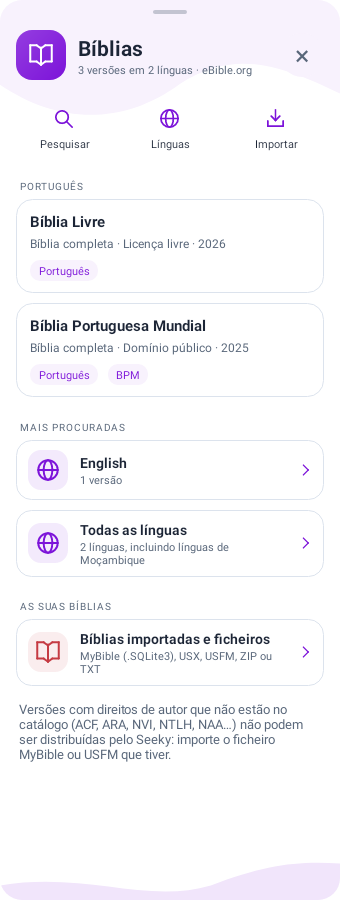 Bíblias
3 versões em 2 línguas · eBible.org
Pesquisar
Línguas
Importar
PORTUGUÊS
Bíblia Livre
Bíblia completa · Licença livre · 2026
Português
Bíblia Portuguesa Mundial
Bíblia completa · Domínio público · 2025
Português
BPM
MAIS PROCURADAS
English
1 versão
Todas as línguas
2 línguas, incluindo línguas de
Moçambique
AS SUAS BÍBLIAS
Bíblias importadas e ficheiros
MyBible (.SQLite3), USX, USFM, ZIP ou
TXT
Versões com direitos de autor que não estão no
catálogo (ACF, ARA, NVI, NTLH, NAA…) não podem
ser distribuídas pelo Seeky: importe o ficheiro
MyBible ou USFM que tiver.